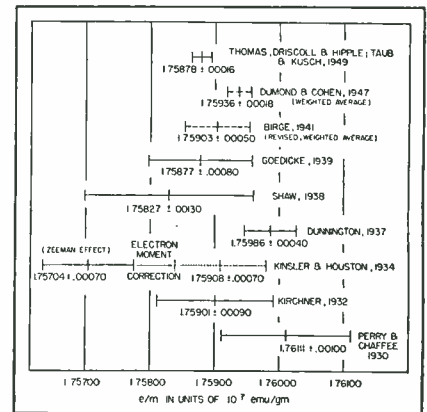 THOMAS, DRISCOLL & HIPPLE; TAUB
& KUSCH, 1949
1.75878 ± .00016
DUMOND & COHEN, 1947
1.75936 ± .00018 (WEIGHTED AVERAGE)
BIRGE, 1941
1.75903 ± .00050 (REVISED, WEIGHTED AVERAGE)
GOEDICKE, 1939
1.75877 ± .00080
SHAW, 1938
1.75827 ± .00130
DUNNINGTON, 1937
1.75986 ± .00040
(ZEEMAN EFFECT) ELECTRON
MOMENT
KINSLER & HOUSTON, 1934
1.75704 ± .00070 CORRECTION 1.75908 ± .00070
KIRCHNER, 1932
1.75901 ± .00090
PERRY &
CHAFFEE
1930
1.76111 ± .00100
1.75700 1.75800 1.75900 1.76000 1.76100
e/m IN UNITS OF 10⁷ emu/gm